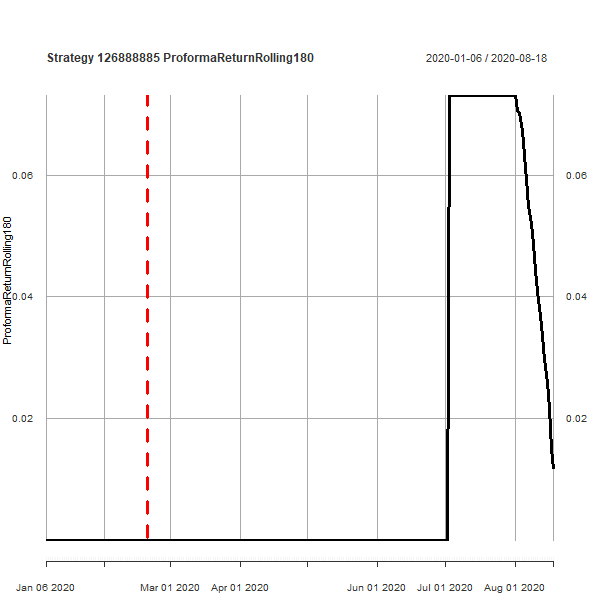 Strategy 126888885 ProformaReturnRolling180
2020-01-06 / 2020-08-18
ProformaReturnRolling180
0.06
0.04
0.02
0.06
0.04
0.02
Jan 06 2020
Mar 01 2020
Apr 01 2020
Jun 01 2020
Jul 01 2020
Aug 01 2020